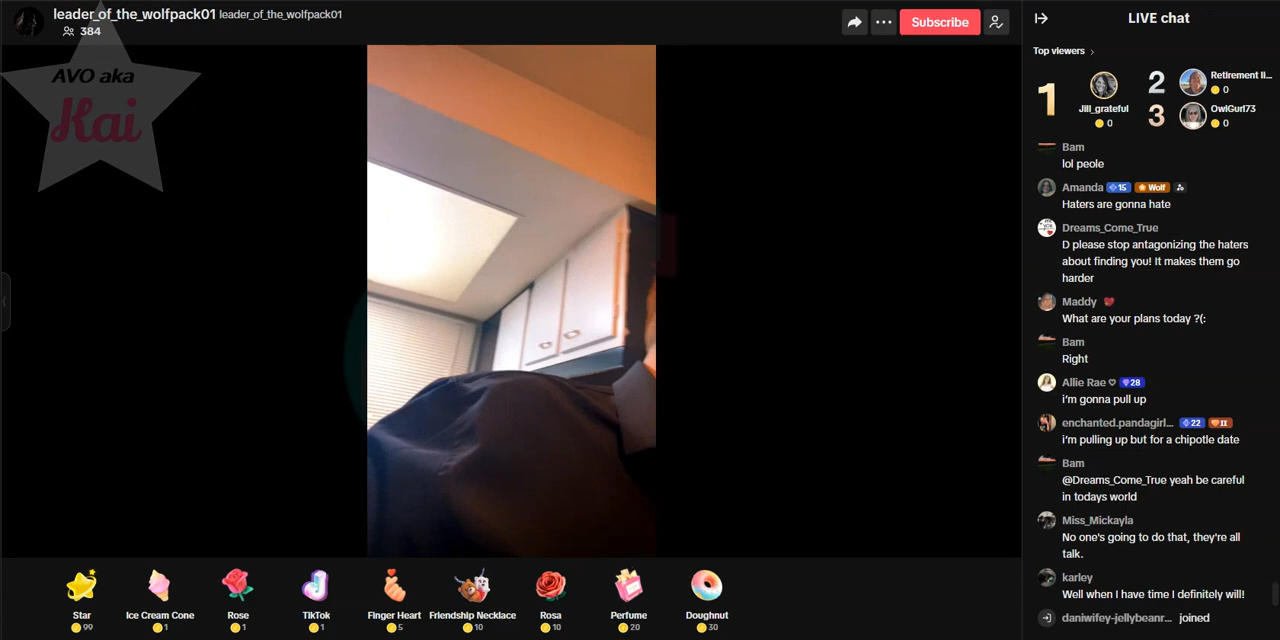 leader_of_the_wolfpack01 leader_of_the_wolfpack01
384
Subscribe
AVO aka
Kai
LIVE chat
Top viewers
1
Jill_grateful
0
2
Retirement li...
0
3
OwlGurl73
0
Bam
lol peole
Amanda 15 Wolf
Haters are gonna hate
Dreams_Come_True
D please stop antagonizing the haters
about finding you! It makes them go
harder
Maddy
What are your plans today ?(:
Bam
Right
Allie Rae 28
i'm gonna pull up
enchanted.pandagirl... 22 II
i'm pulling up but for a chipotle date
Bam
@Dreams_Come_True yeah be careful
in todays world
Miss_Mickayla
No one's going to do that, they're all
talk.
karley
Well when I have time I definitely will!
daniwifey-jellybeanr... joined
Star
99
Ice Cream Cone
1
Rose
1
TikTok
1
Finger Heart
5
Friendship Necklace
10
Rosa
10
Perfume
20
Doughnut
30